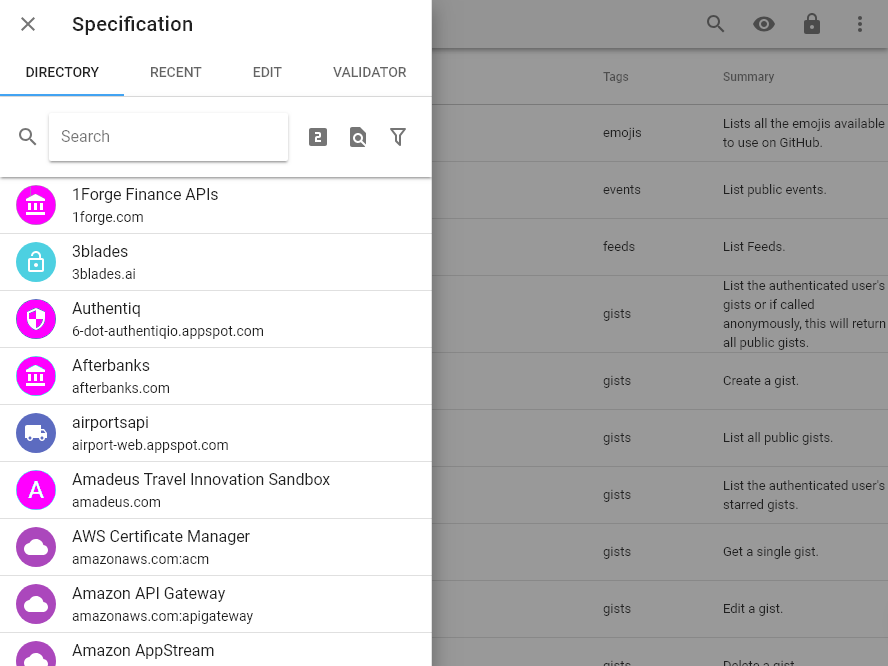 Specification
DIRECTORY
RECENT
EDIT
VALIDATOR
Search
2
1Forge Finance APIs
1forge.com
3blades
3blades.ai
Authentiq
6-dot-authentiqio.appspot.com
Afterbanks
afterbanks.com
airportsapi
airport-web.appspot.com
A
Amadeus Travel Innovation Sandbox
amadeus.com
AWS Certificate Manager
amazonaws.com:acm
Amazon API Gateway
amazonaws.com:apigateway
Amazon AppStream
Tags
Summary
emojis
Lists all the emojis available
to use on GitHub.
events
List public events.
feeds
List Feeds.
gists
List the authenticated user's
gists or if called
anonymously, this will return
all public gists.
gists
Create a gist.
gists
List all public gists.
gists
List the authenticated user's
starred gists.
gists
Get a single gist.
gists
Edit a gist.
gists
Delete a gist.